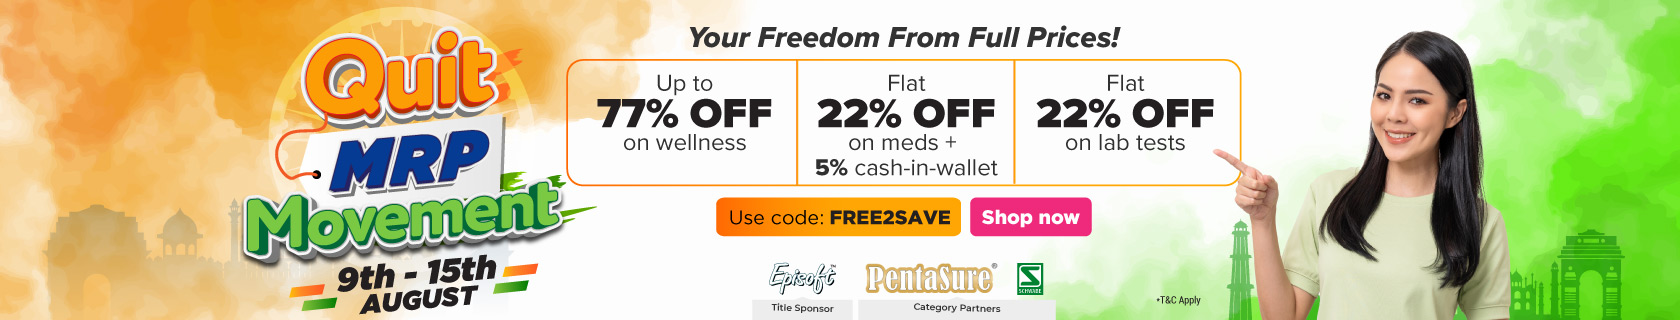 Quit
MRP
Movement
9th - 15th
AUGUST
Your Freedom From Full Prices!
Up to
77% OFF
on wellness
Flat
22% OFF
on meds +
5% cash-in-wallet
Flat
22% OFF
on lab tests
Use code: FREE2SAVE
Shop now
Episoft™
Title Sponsor
PentaSure®
S
SCHWABE
Category Partners
*T&C Apply